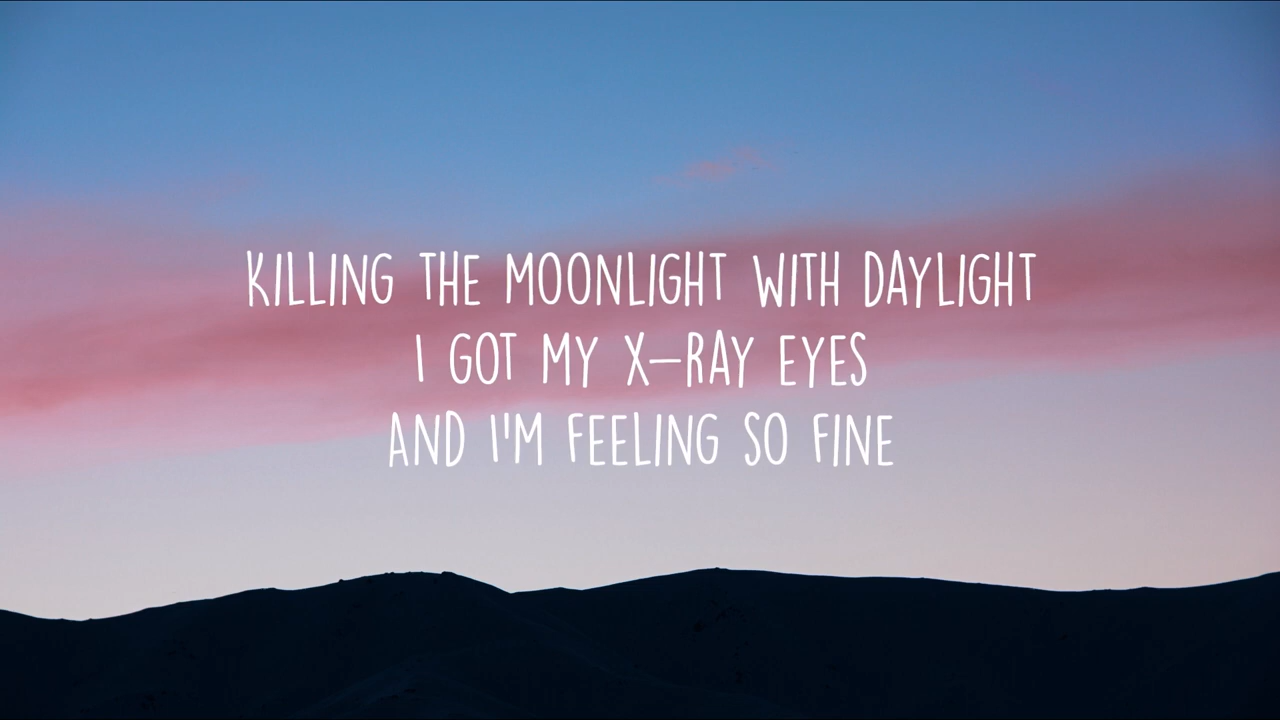 KILLING THE MOONLIGHT WITH DAYLIGHT
I GOT MY X-RAY EYES
AND I'M FEELING SO FINE